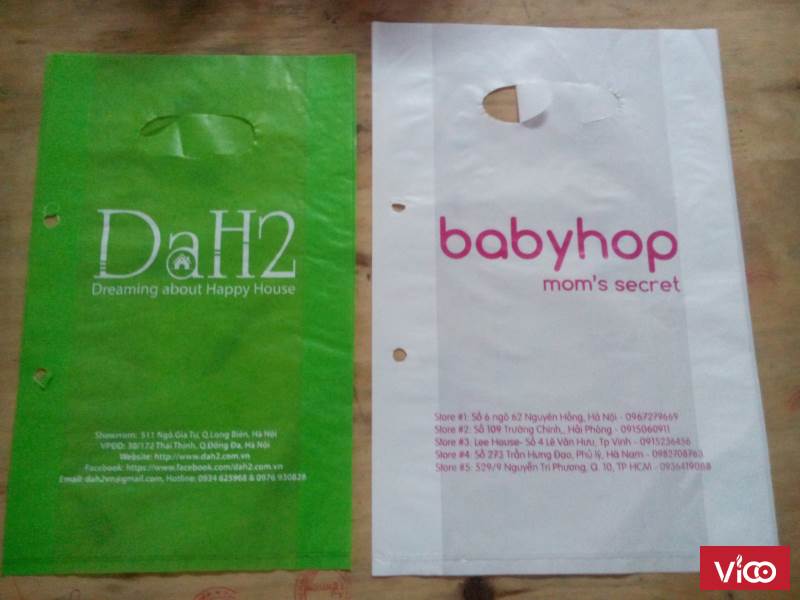 DaH2
Dreaming about Happy House
Showrom: 511 Ngô Gia Tự, Q.Long Biên, Hà Nội
VPĐD: 30/172 Thái Thịnh, Q.Đống Đa, Hà Nội
Website: http://www.dah2.com.vn
Facebook: https://www.facebook.com/dah2.com.vn
Email: dah2vn@gmail.com, Hotline: 0934 625968 & 0976 930828
babyhop
mom's secret
Store #1: Số 6 ngõ 62 Nguyên Hồng, Hà Nội - 0967279669
Store #2: Số 109 Trường Chinh,, Hải Phòng - 0915060911
Store #3: Lee House- Số 4 Lê Văn Hưu, Tp Vinh - 0915236456
Store #4: Số 273 Trần Hưng Đạo, Phủ lý, Hà Nam - 0982708763
Store #5: 529/9 Nguyễn Tri Phương, Q. 10, TP HCM - 0936419068
Vico